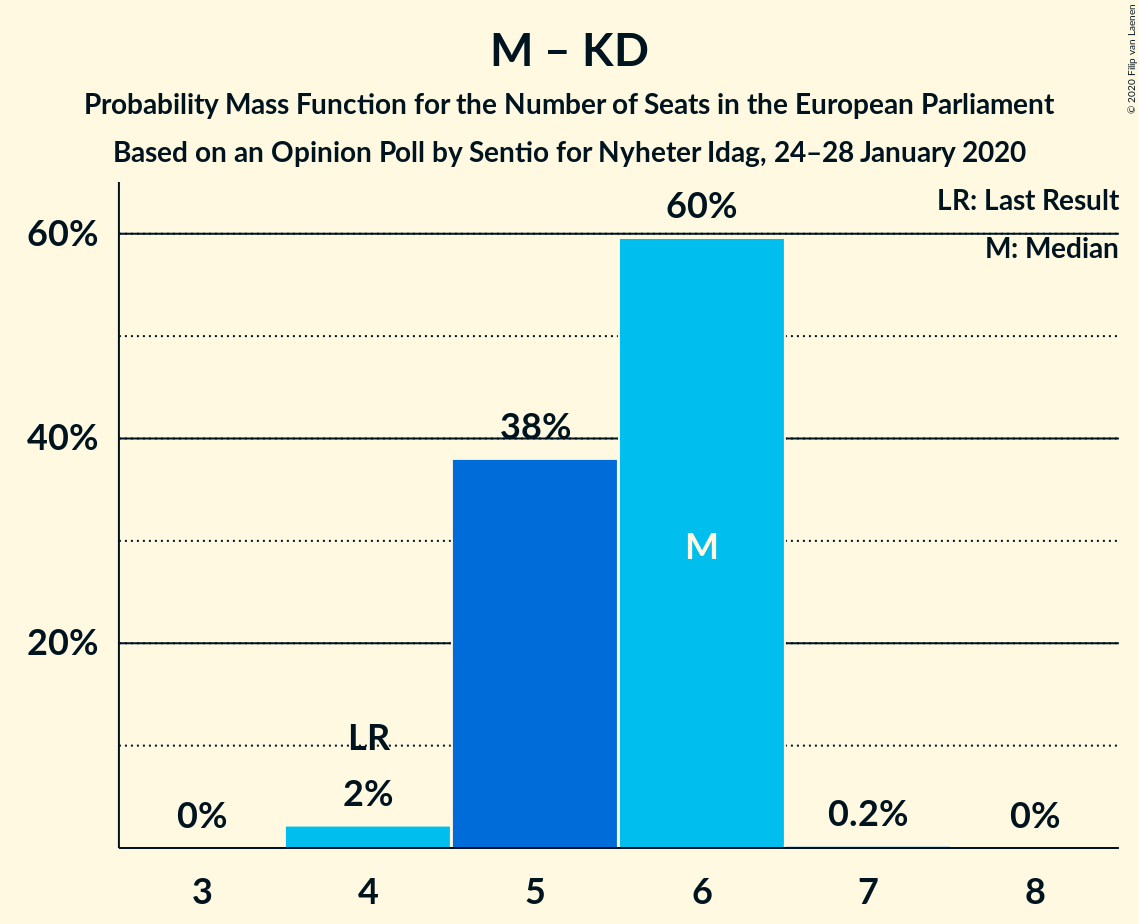 M – KD
Probability Mass Function for the Number of Seats in the European Parliament
Based on an Opinion Poll by Sentio for Nyheter Idag, 24–28 January 2020
© 2020 Filip van Laenen
LR: Last Result
M: Median
60%
40%
20%
0%
LR
2%
38%
60%
M
0.2%
0%
3 4 5 6 7 8